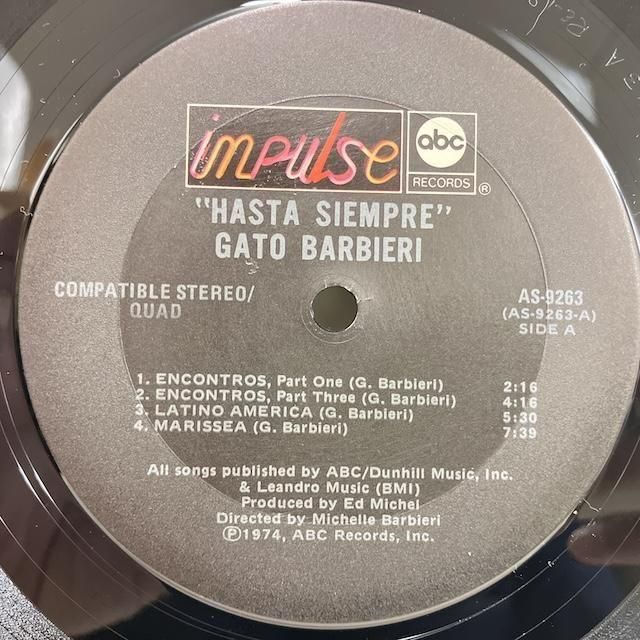 impulse
abc
RECORDS ®
"HASTA SIEMPRE"
GATO BARBIERI
COMPATIBLE STEREO/
QUAD
AS-9263
(AS-9263-A)
SIDE A
1. ENCONTROS, Part One (G. Barbieri) 2:16
2. ENCONTROS, Part Three (G. Barbieri) 4:16
3. LATINO AMERICA (G. Barbieri) 5:30
4. MARISSEA (G. Barbieri) 7:39
All songs published by ABC/Dunhill Music, Inc.
& Leandro Music (BMI)
Produced by Ed Michel
Directed by Michelle Barbieri
Ⓟ1974, ABC Records, Inc.